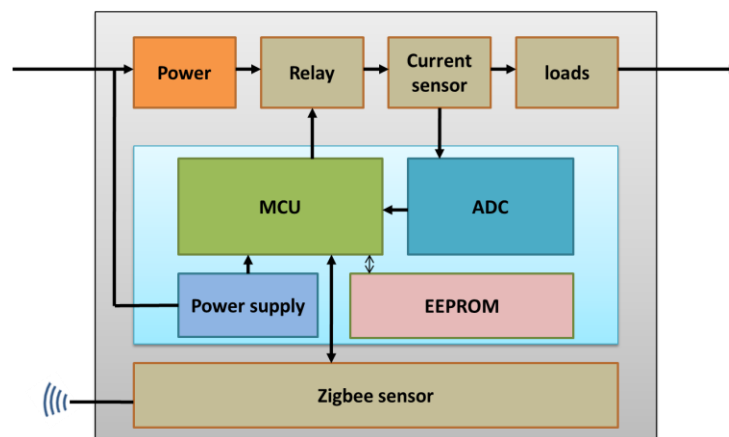 Power
Relay
Current
sensor
loads
MCU
ADC
Power supply
EEPROM
Zigbee sensor